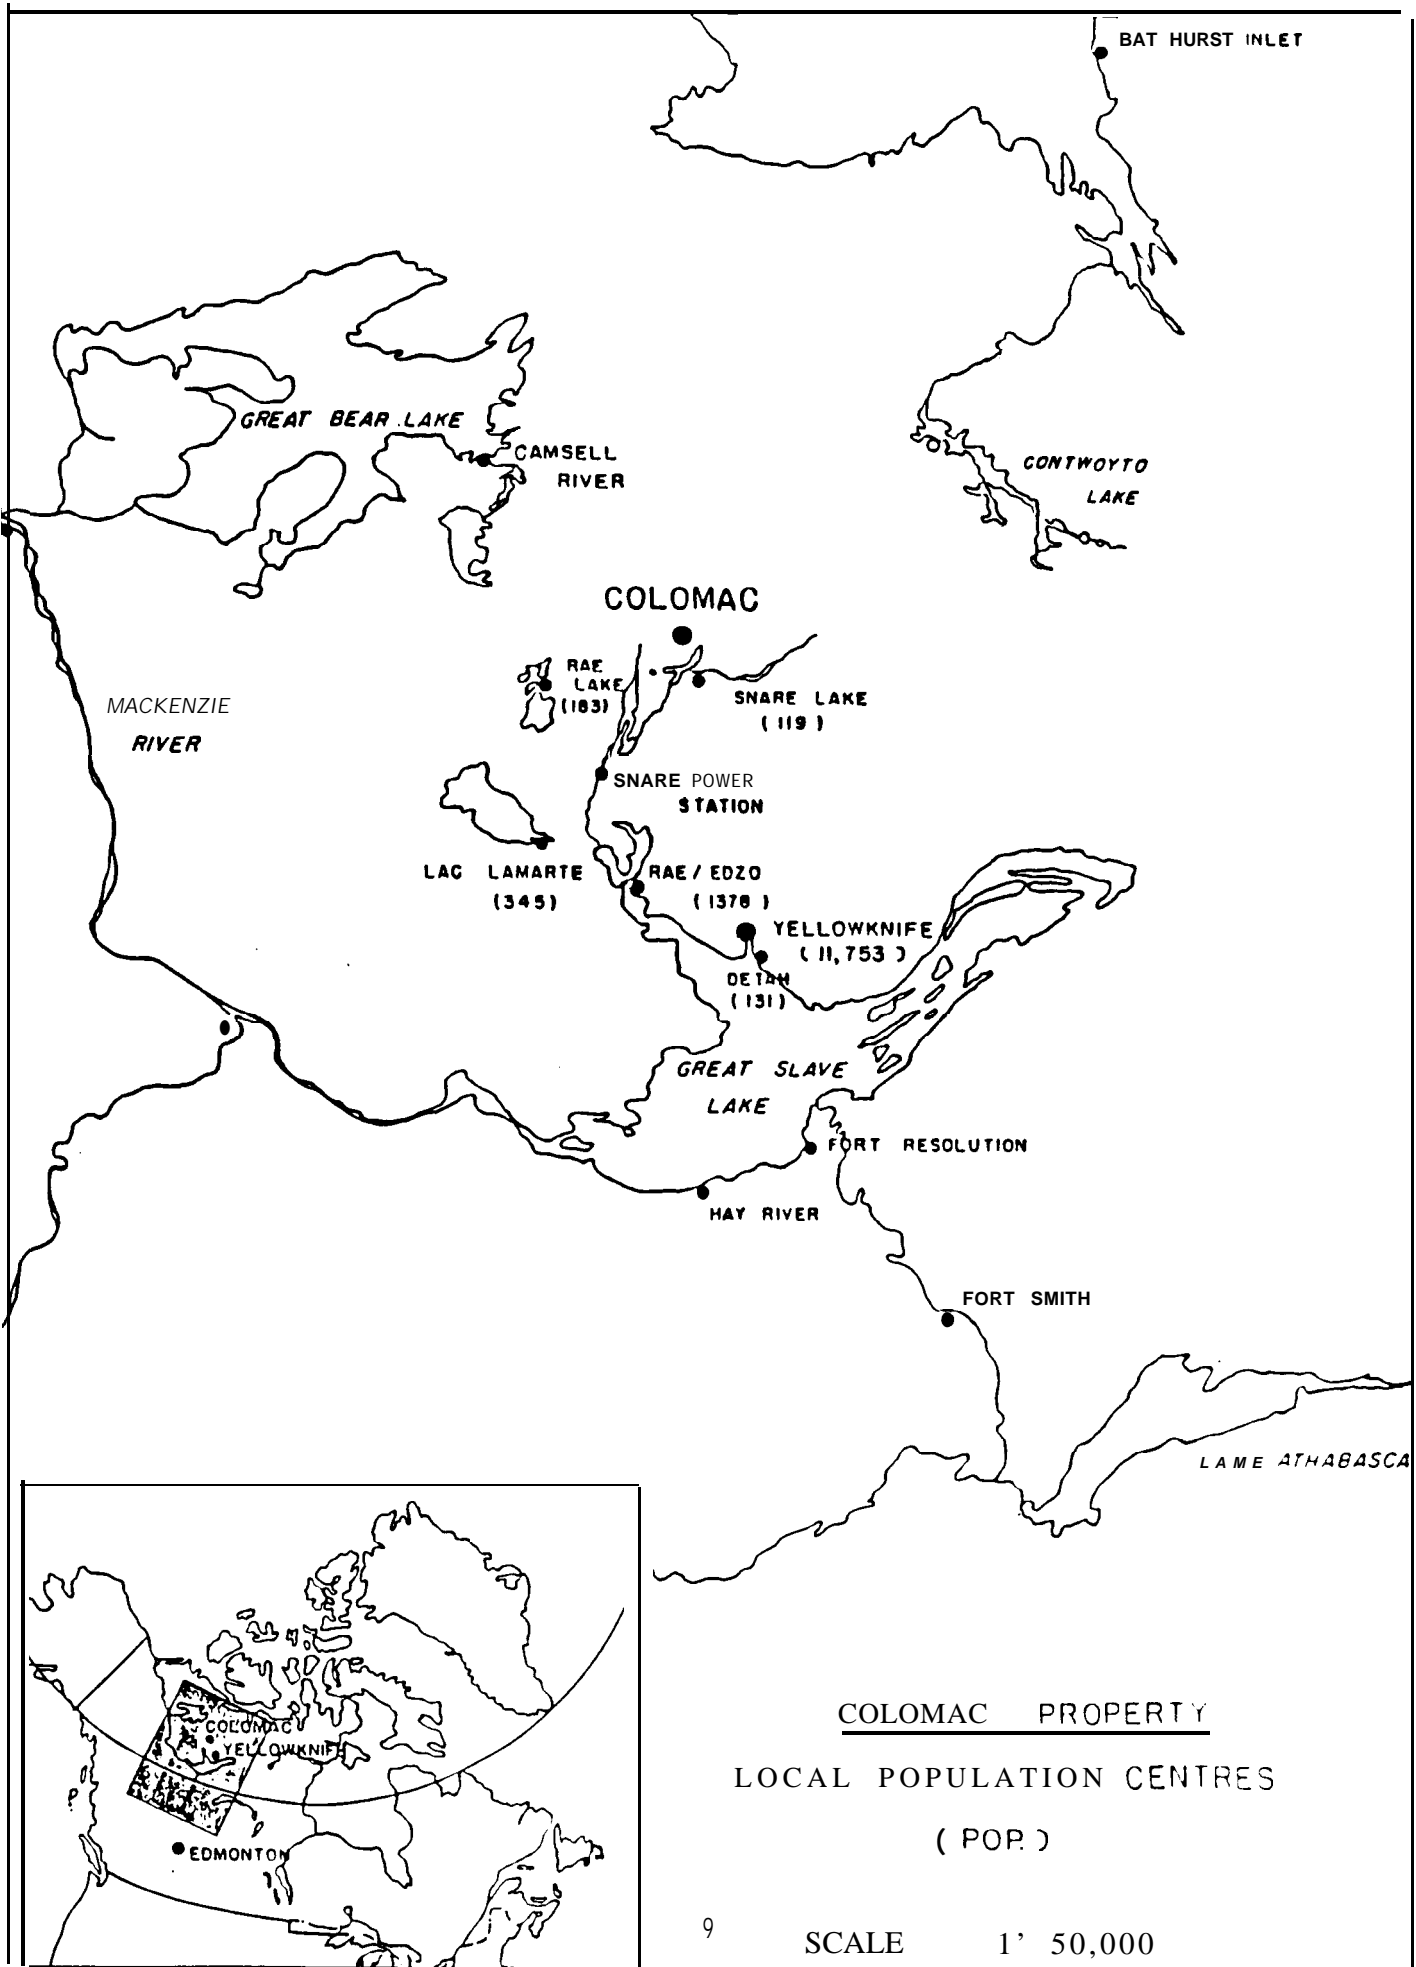 BAT HURST INLET
GREAT BEAR LAKE
CAMSELL
RIVER
CONTWOYTO
LAKE
COLOMAC
RAE
LAKE
(183)
SNARE LAKE
(119)
MACKENZIE
RIVER
SNARE POWER
STATION
LAC LAMARTE
(345)
RAE / EDZO
(1378)
YELLOWKNIFE
(11,753)
DETAH
(131)
GREAT SLAVE
LAKE
FORT RESOLUTION
HAY RIVER
FORT SMITH
LAME ATHABASCA
COLOMAC
YELLOWKNIFE
EDMONTON
COLOMAC PROPERTY
LOCAL POPULATION CENTRES
( POP. )
9
SCALE 1' 50,000